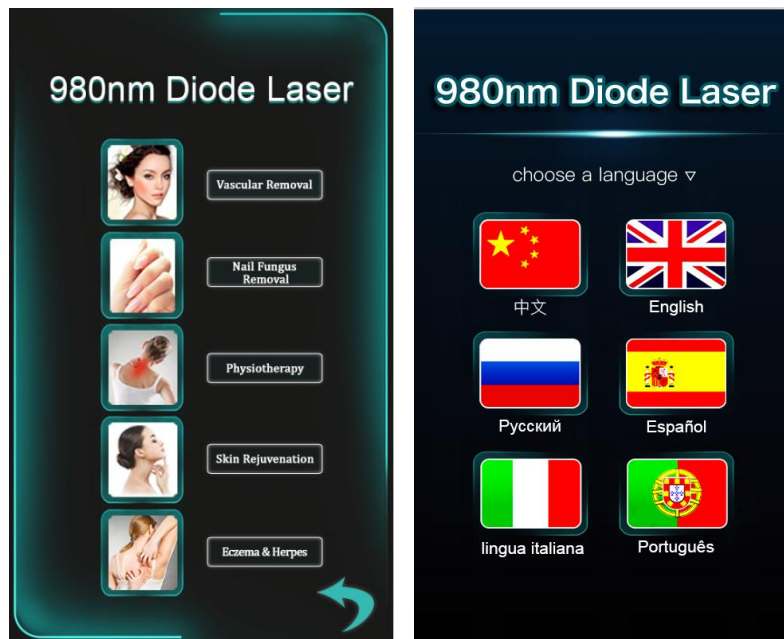 980nm Diode Laser
Vascular Removal
Nail Fungus
Removal
Physiotherapy
Skin Rejuvenation
Eczema & Herpes
980nm Diode Laser
choose a language ▿
中文
English
Русский
Español
lingua italiana
Português